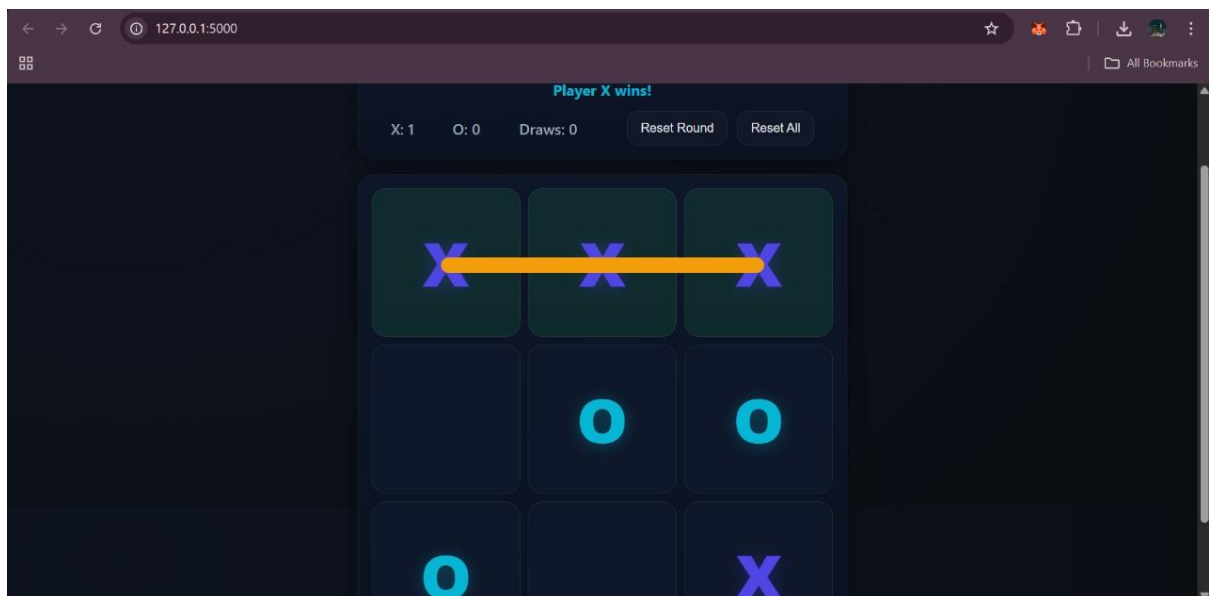 127.0.0.1:5000
All Bookmarks
Player X wins!
X: 1 O: 0 Draws: 0 Reset Round Reset All
X X X
O O
O X